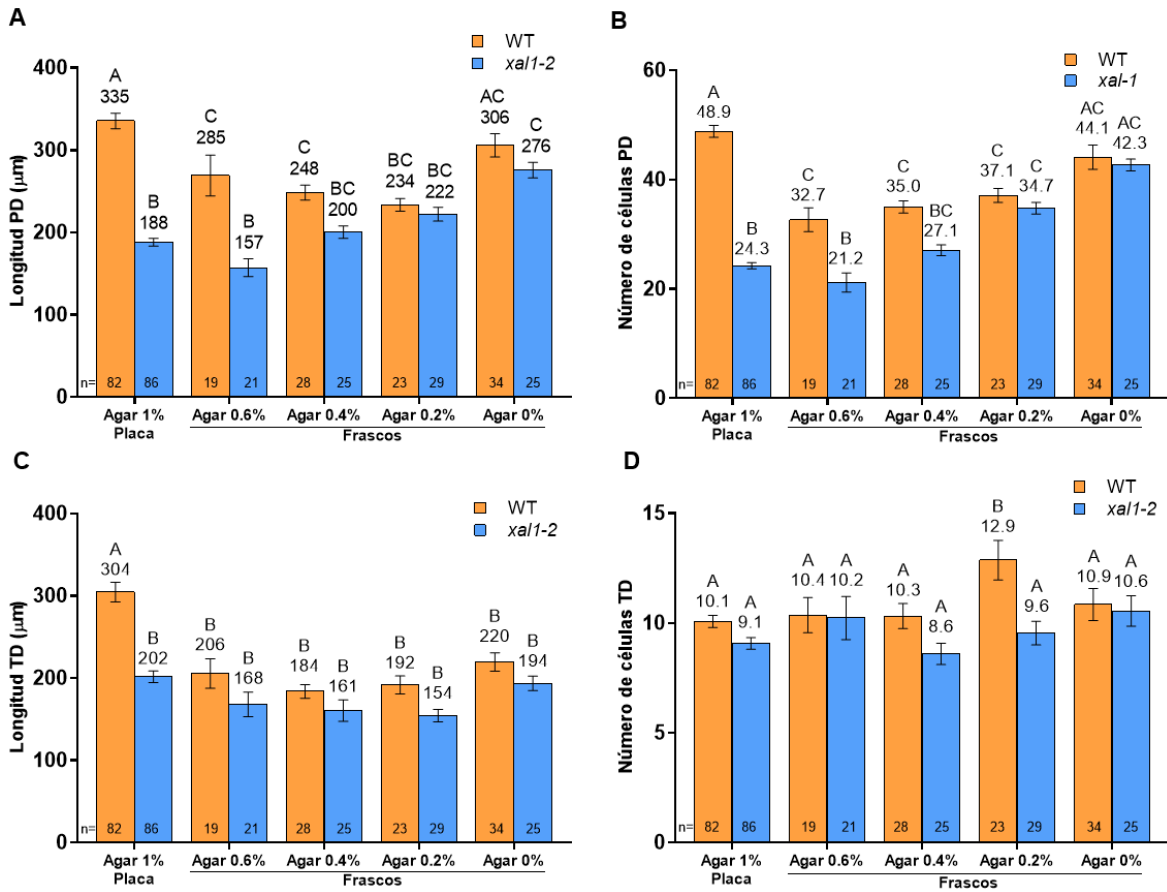 A
WT
xal1-2
Longitud PD (μm)
400
300
200
100
0
A
335
B
188
C
285
B
157
C
248
BC
200
BC
234
BC
222
AC
306
C
276
n= 82 86 19 21 28 25 23 29 34 25
Agar 1% Agar 0.6% Agar 0.4% Agar 0.2% Agar 0%
Placa Frascos
B
WT
xal-1
Número de células PD
60
40
20
0
A
48.9
B
24.3
C
32.7
B
21.2
C
35.0
BC
27.1
C
37.1
C
34.7
AC
44.1
AC
42.3
n= 82 86 19 21 28 25 23 29 34 25
Agar 1% Agar 0.6% Agar 0.4% Agar 0.2% Agar 0%
Placa Frascos
C
WT
xal1-2
Longitud TD (μm)
400
300
200
100
0
A
304
B
202
B
206
B
168
B
184
B
161
B
192
B
154
B
220
B
194
n= 82 86 19 21 28 25 23 29 34 25
Agar 1% Agar 0.6% Agar 0.4% Agar 0.2% Agar 0%
Placa Frascos
D
WT
xal1-2
Número de células TD
15
10
5
0
A
10.1
A
9.1
A
10.4
A
10.2
A
10.3
A
8.6
B
12.9
A
9.6
A
10.9
A
10.6
n= 82 86 19 21 28 25 23 29 34 25
Agar 1% Agar 0.6% Agar 0.4% Agar 0.2% Agar 0%
Placa Frascos